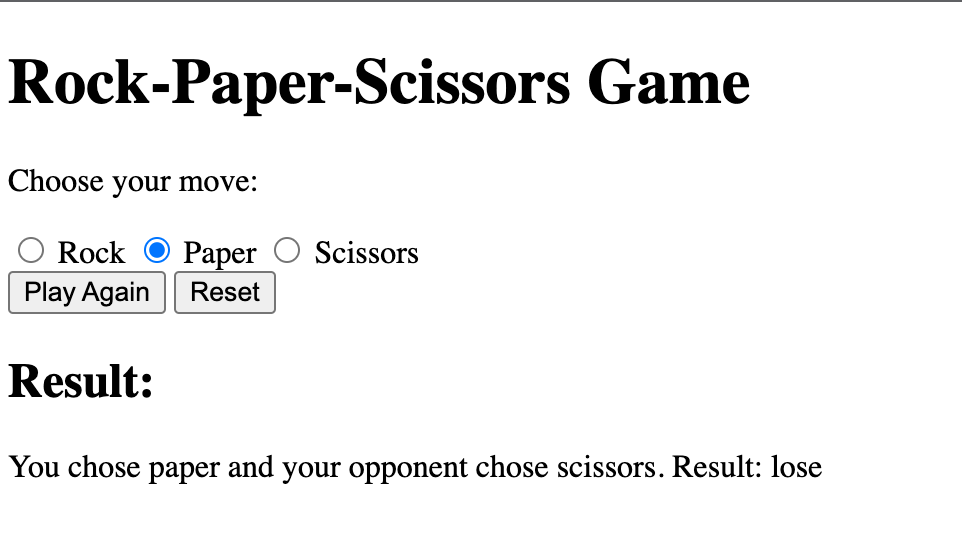 Rock-Paper-Scissors Game
Choose your move:
Rock Paper Scissors
Play Again Reset
Result:
You chose paper and your opponent chose scissors. Result: lose